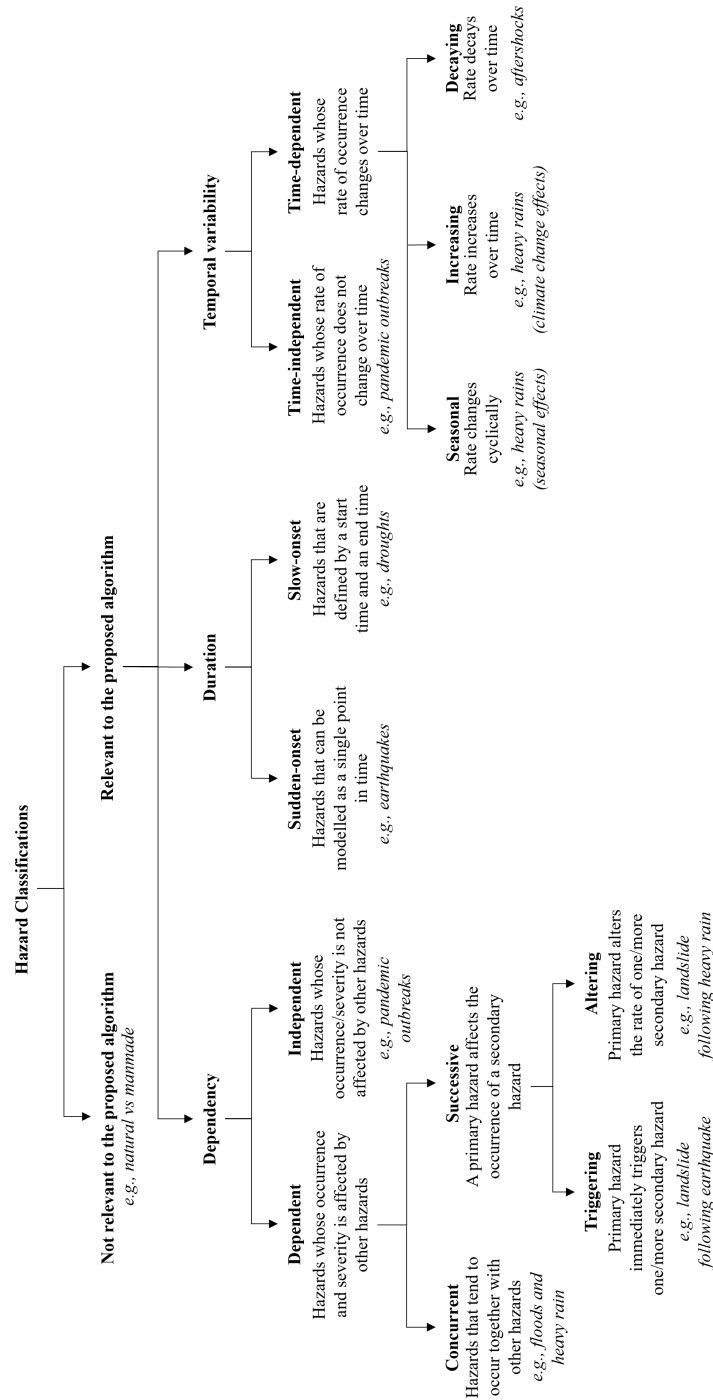 Hazard Classifications
Not relevant to the proposed algorithm
e.g., natural vs manmade
Relevant to the proposed algorithm
Dependency
Duration
Temporal variability
Dependent
Hazards whose occurrence
and severity is affected by
other hazards
Independent
Hazards whose
occurrence/severity is not
affected by other hazards
e.g., pandemic
outbreaks
Sudden-onset
Hazards that can be
modelled as a single point
in time
e.g., earthquakes
Slow-onset
Hazards that are
defined by a start
time and an end time
e.g., droughts
Time-independent
Hazards whose rate of
occurrence does not
change over time
e.g., pandemic outbreaks
Time-dependent
Hazards whose
rate of occurrence
changes over time
Concurrent
Hazards that tend to
occur together with
other hazards
e.g., floods and
heavy rain
Successive
A primary hazard affects the
occurrence of a secondary
hazard
Seasonal
Rate changes
cyclically
e.g., heavy rains
(seasonal effects)
Increasing
Rate increases
over time
e.g., heavy rains
(climate change effects)
Decaying
Rate decays
over time
e.g., aftershocks
Triggering
Primary hazard
immediately triggers
one/more secondary hazard
e.g., landslide
following earthquake
Altering
Primary hazard alters
the rate of one/more
secondary hazard
e.g., landslide
following heavy rain